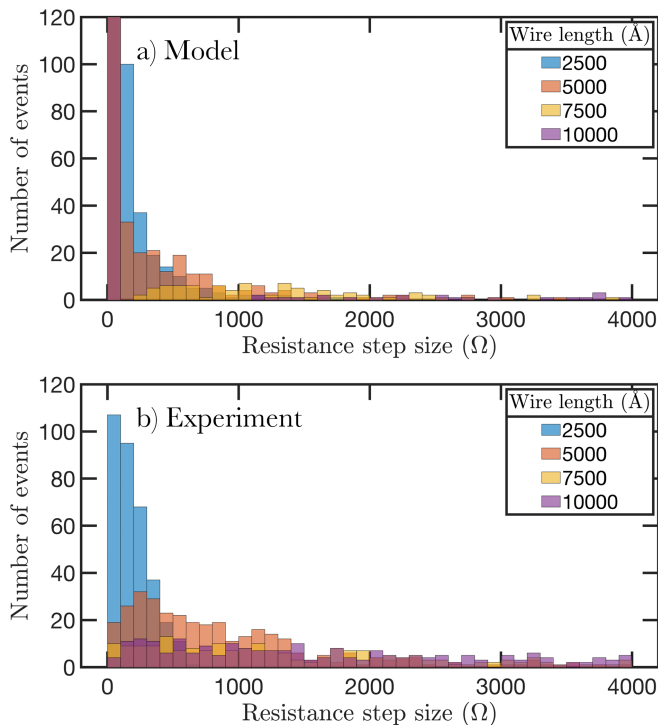 a) Model
Wire length (Å)
2500
5000
7500
10000
Number of events
120
100
80
60
40
20
0
0 1000 2000 3000 4000
Resistance step size (Ω)
b) Experiment
Wire length (Å)
2500
5000
7500
10000
Number of events
120
100
80
60
40
20
0
0 1000 2000 3000 4000
Resistance step size (Ω)